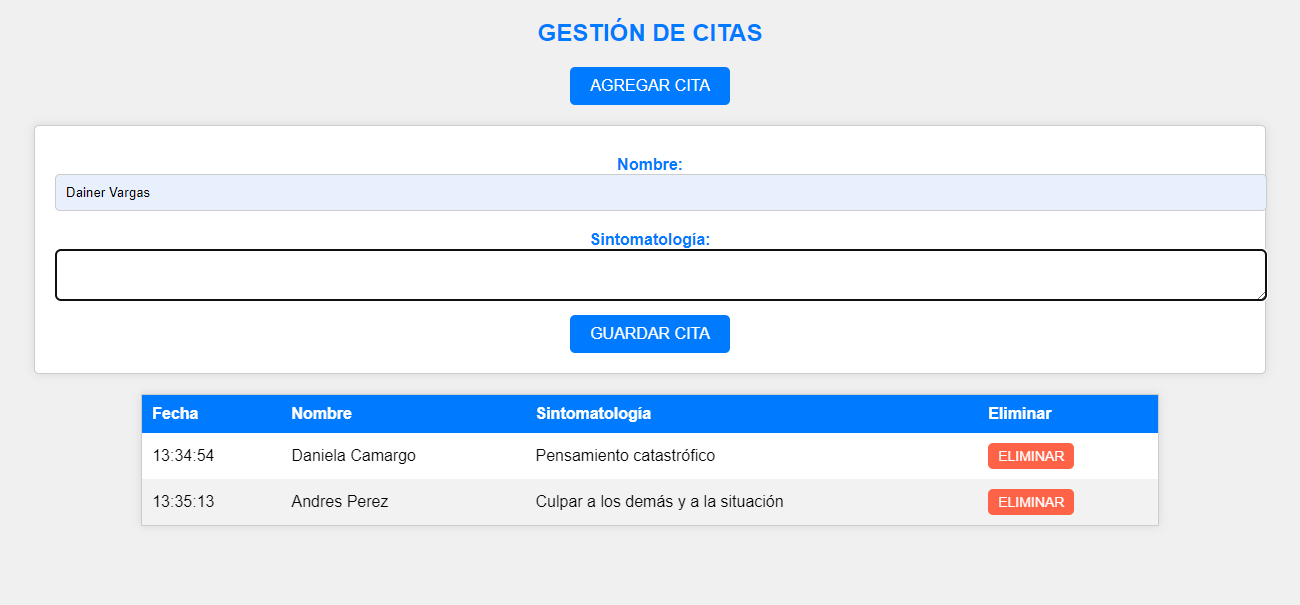 GESTIÓN DE CITAS
AGREGAR CITA
Nombre:
Dainer Vargas
Sintomatología:
GUARDAR CITA
Fecha Nombre Sintomatología Eliminar
13:34:54 Daniela Camargo Pensamiento catastrófico ELIMINAR
13:35:13 Andres Perez Culpar a los demás y a la situación ELIMINAR